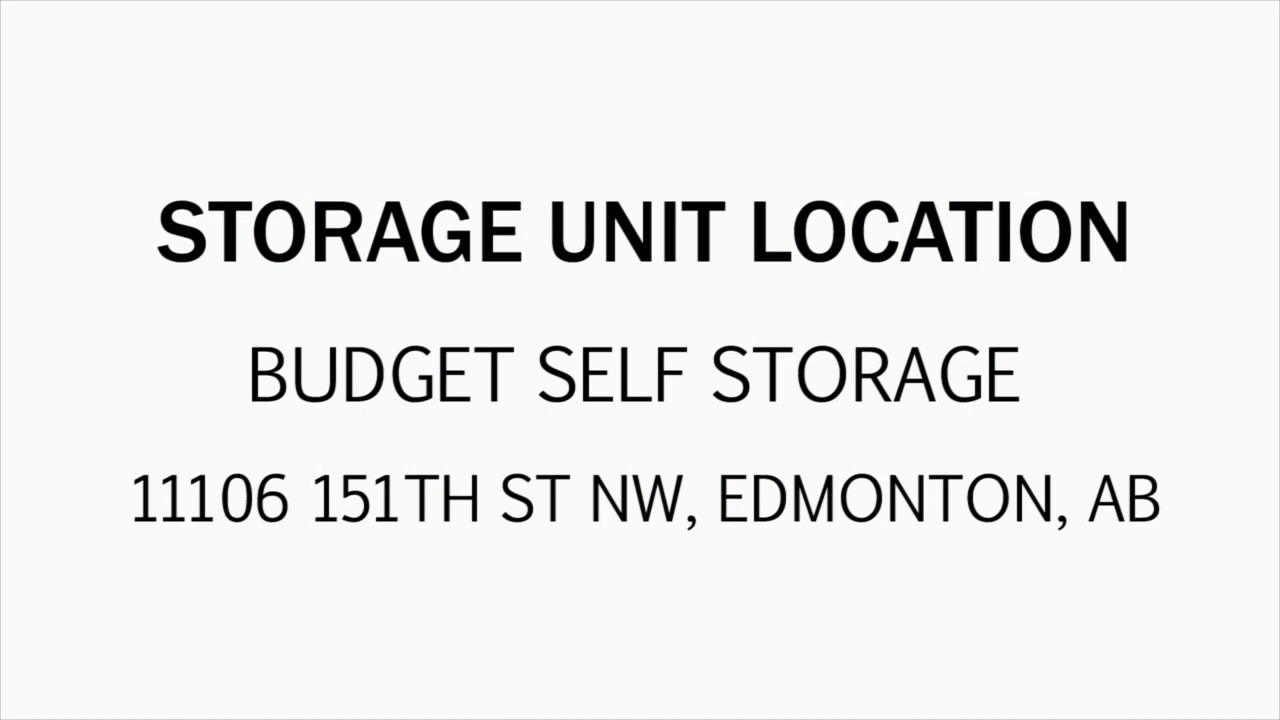 STORAGE UNIT LOCATION
BUDGET SELF STORAGE
11106 151TH ST NW, EDMONTON, AB